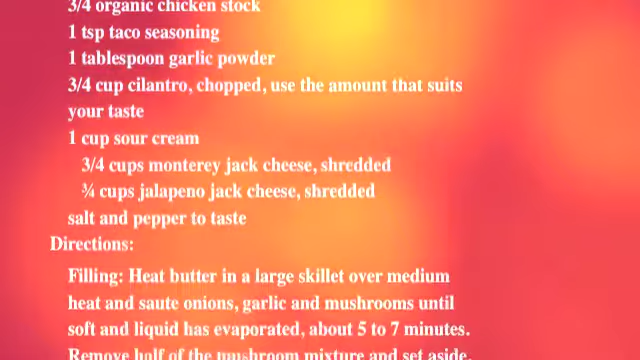 3/4 organic chicken stock
1 tsp taco seasoning
1 tablespoon garlic powder
3/4 cup cilantro, chopped, use the amount that suits
your taste
1 cup sour cream
3/4 cups monterey jack cheese, shredded
¾ cups jalapeno jack cheese, shredded
salt and pepper to taste
Directions:
Filling: Heat butter in a large skillet over medium
heat and saute onions, garlic and mushrooms until
soft and liquid has evaporated, about 5 to 7 minutes.
Remove half of the mushroom mixture and set aside.